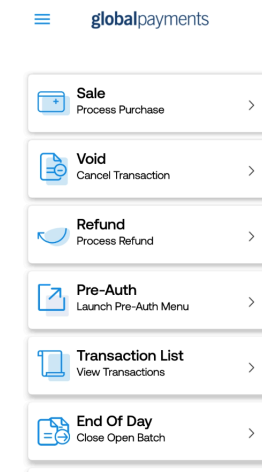 globalpayments
Sale
Process Purchase
Void
Cancel Transaction
Refund
Process Refund
Pre-Auth
Launch Pre-Auth Menu
Transaction List
View Transactions
End Of Day
Close Open Batch